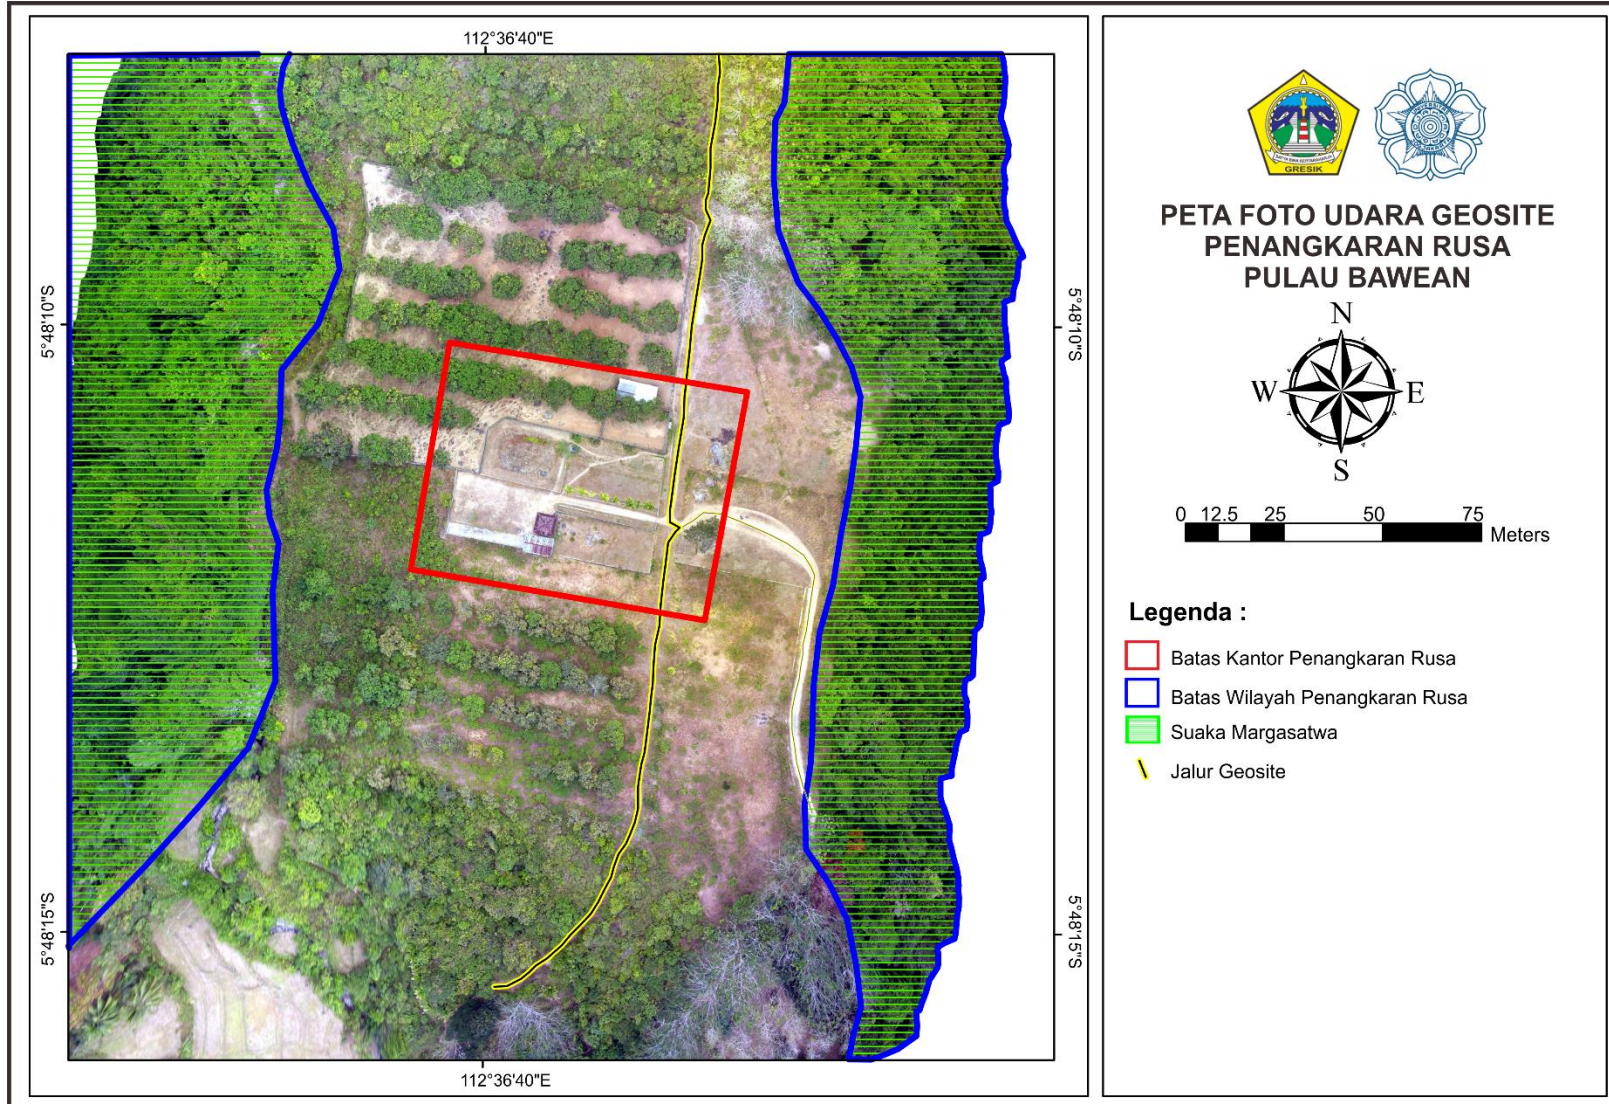 112°36'40"E
5°48'10"S
5°48'10"S
5°48'15"S
5°48'15"S
112°36'40"E
GRESIK
PETA FOTO UDARA GEOSITE
PENANGKARAN RUSA
PULAU BAWEAN
N
W E
S
0 12.5 25 50 75
Meters
Legenda :
Batas Kantor Penangkaran Rusa
Batas Wilayah Penangkaran Rusa
Suaka Margasatwa
Jalur Geosite